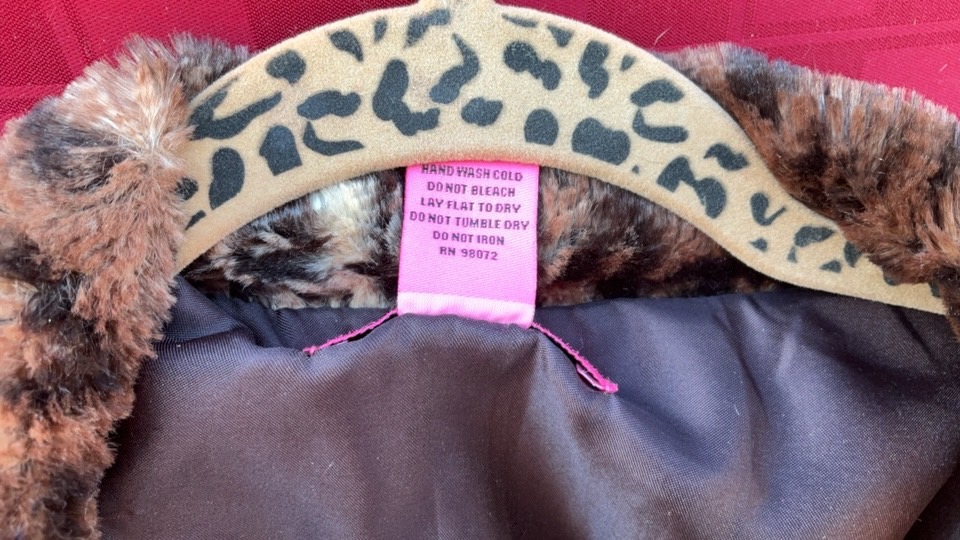 HAND WASH COLD
DO NOT BLEACH
LAY FLAT TO DRY
DO NOT TUMBLE DRY
DO NOT IRON
RN 98072